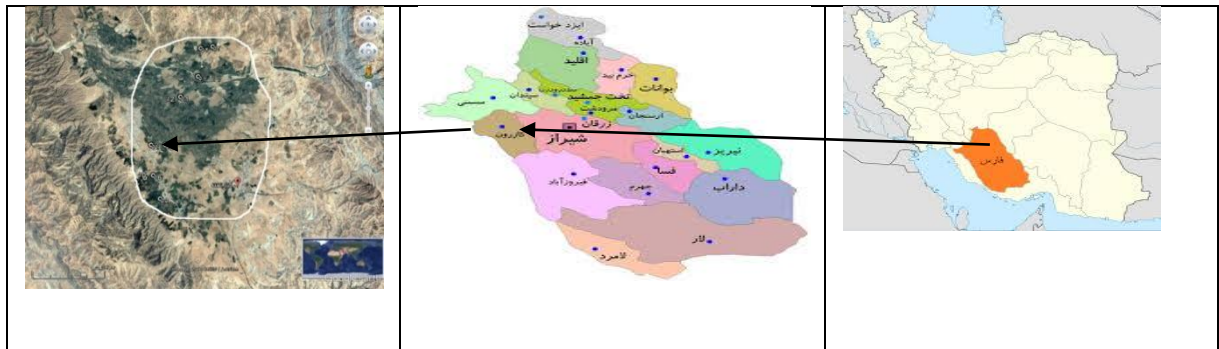 ایزد خواست
آباده
اقلید
خرم بید
بوانات
تخت جمشید
سپیدان
ممسنی
مرودشت
ارسنجان
زرقان
شیراز
کازرون
استهبان
نیریز
فسا
فیروزآباد
جهرم
داراب
لار
لامرد
فارس